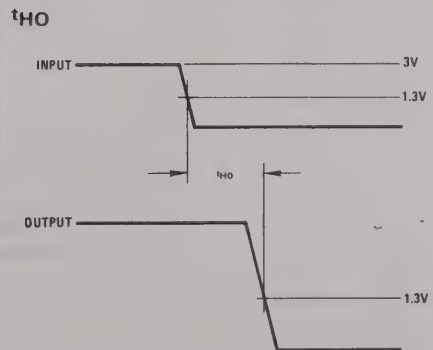 tHO
INPUT
3V
1.3V
tHO
OUTPUT
1.3V